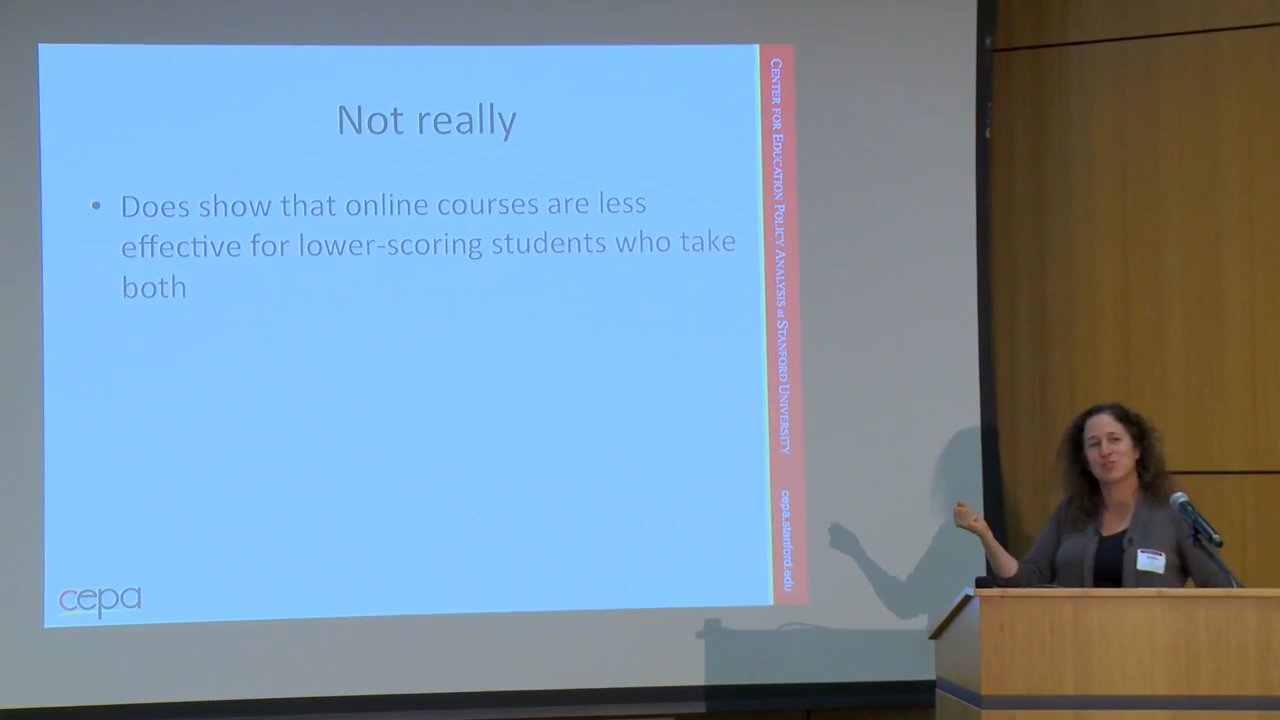 Not really
• Does show that online courses are less
effective for lower-scoring students who take
both
CENTER FOR EDUCATION POLICY ANALYSIS at STANFORD UNIVERSITY
cepa.stanford.edu
cepa